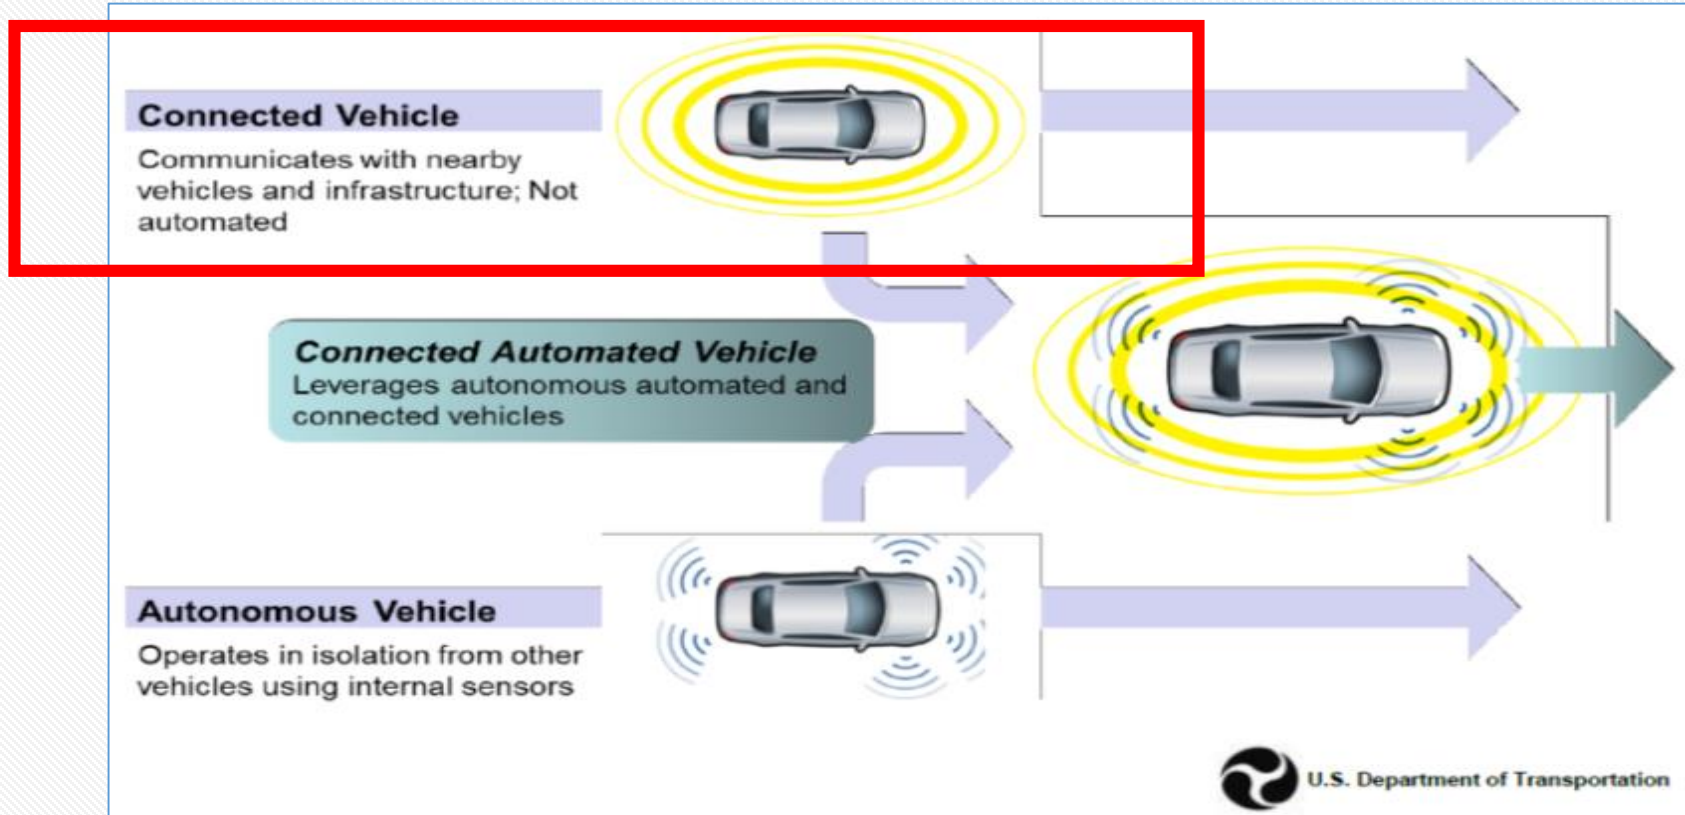 Connected Vehicle
Communicates with nearby
vehicles and infrastructure; Not
automated
Connected Automated Vehicle
Leverages autonomous automated and
connected vehicles
Autonomous Vehicle
Operates in isolation from other
vehicles using internal sensors
U.S. Department of Transportation